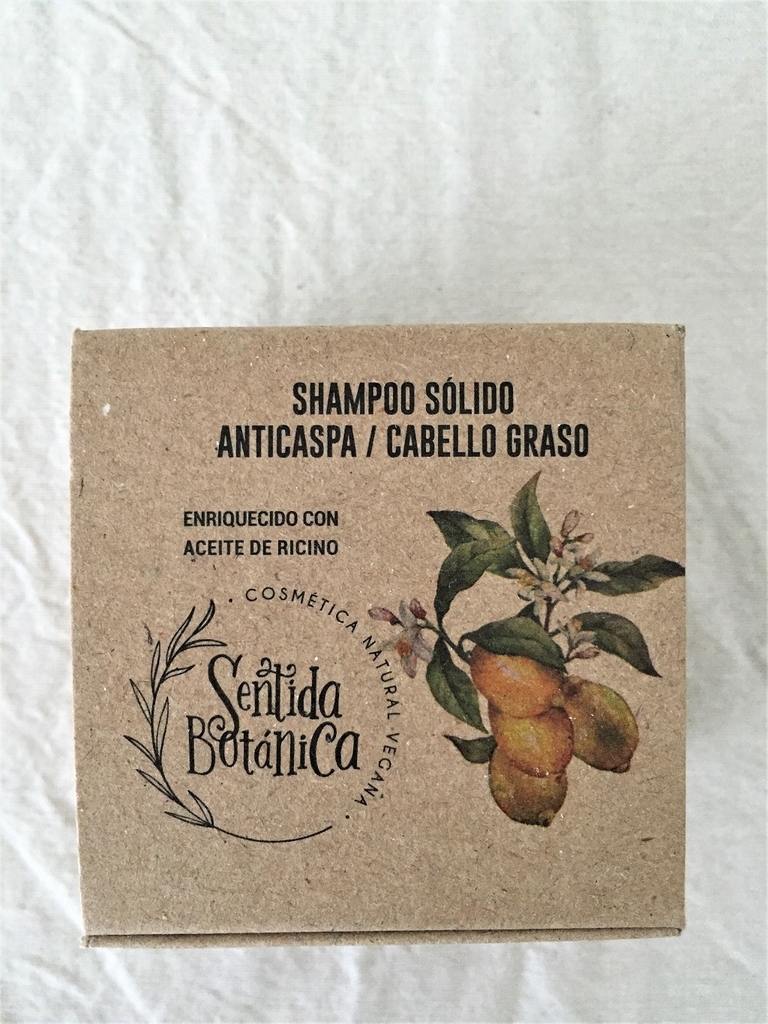 SHAMPOO SÓLIDO
ANTICASPA / CABELLO GRASO
ENRIQUECIDO CON
ACEITE DE RICINO
· COSMÉTICA NATURAL VEGANA ·
Sentida
Botánica